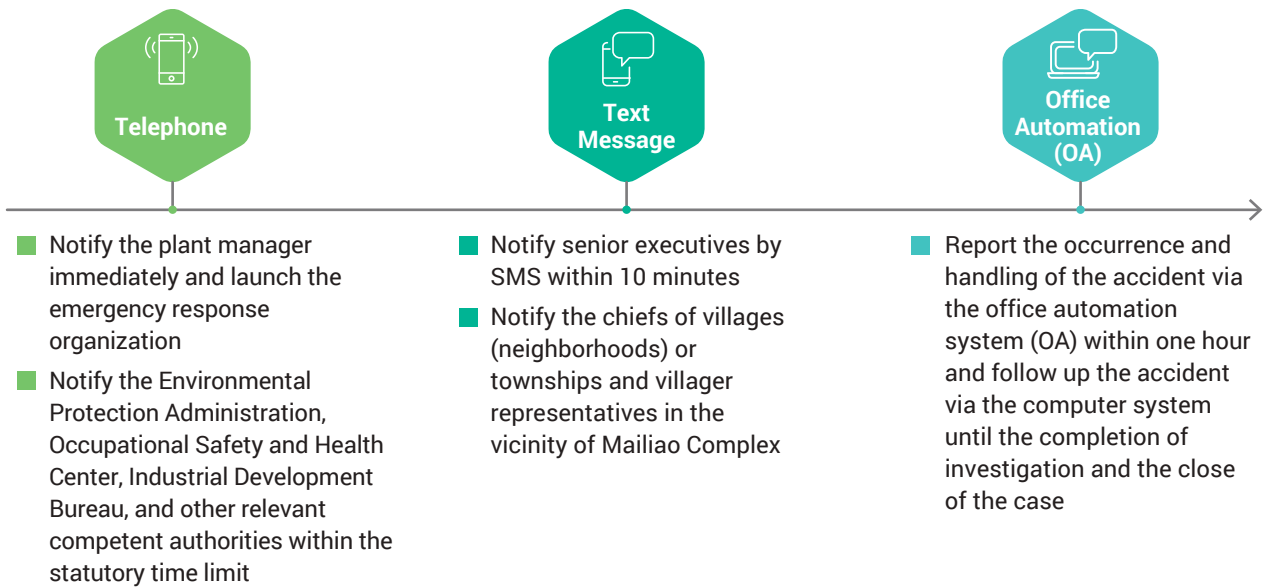 Telephone
Notify the plant manager
immediately and launch the
emergency response
organization
Notify the Environmental
Protection Administration,
Occupational Safety and Health
Center, Industrial Development
Bureau, and other relevant
competent authorities within the
statutory time limit
Text
Message
Notify senior executives by
SMS within 10 minutes
Notify the chiefs of villages
(neighborhoods) or
townships and villager
representatives in the
vicinity of Mailiao Complex
Office
Automation
(OA)
Report the occurrence and
handling of the accident via
the office automation
system (OA) within one hour
and follow up the accident
via the computer system
until the completion of
investigation and the close
of the case